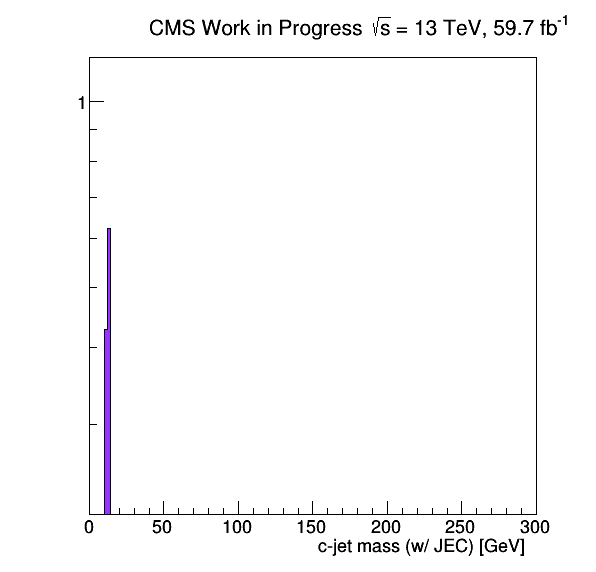 CMS Work in Progress √s = 13 TeV, 59.7 fb⁻¹
1
0 50 100 150 200 250 300
c-jet mass (w/ JEC) [GeV]